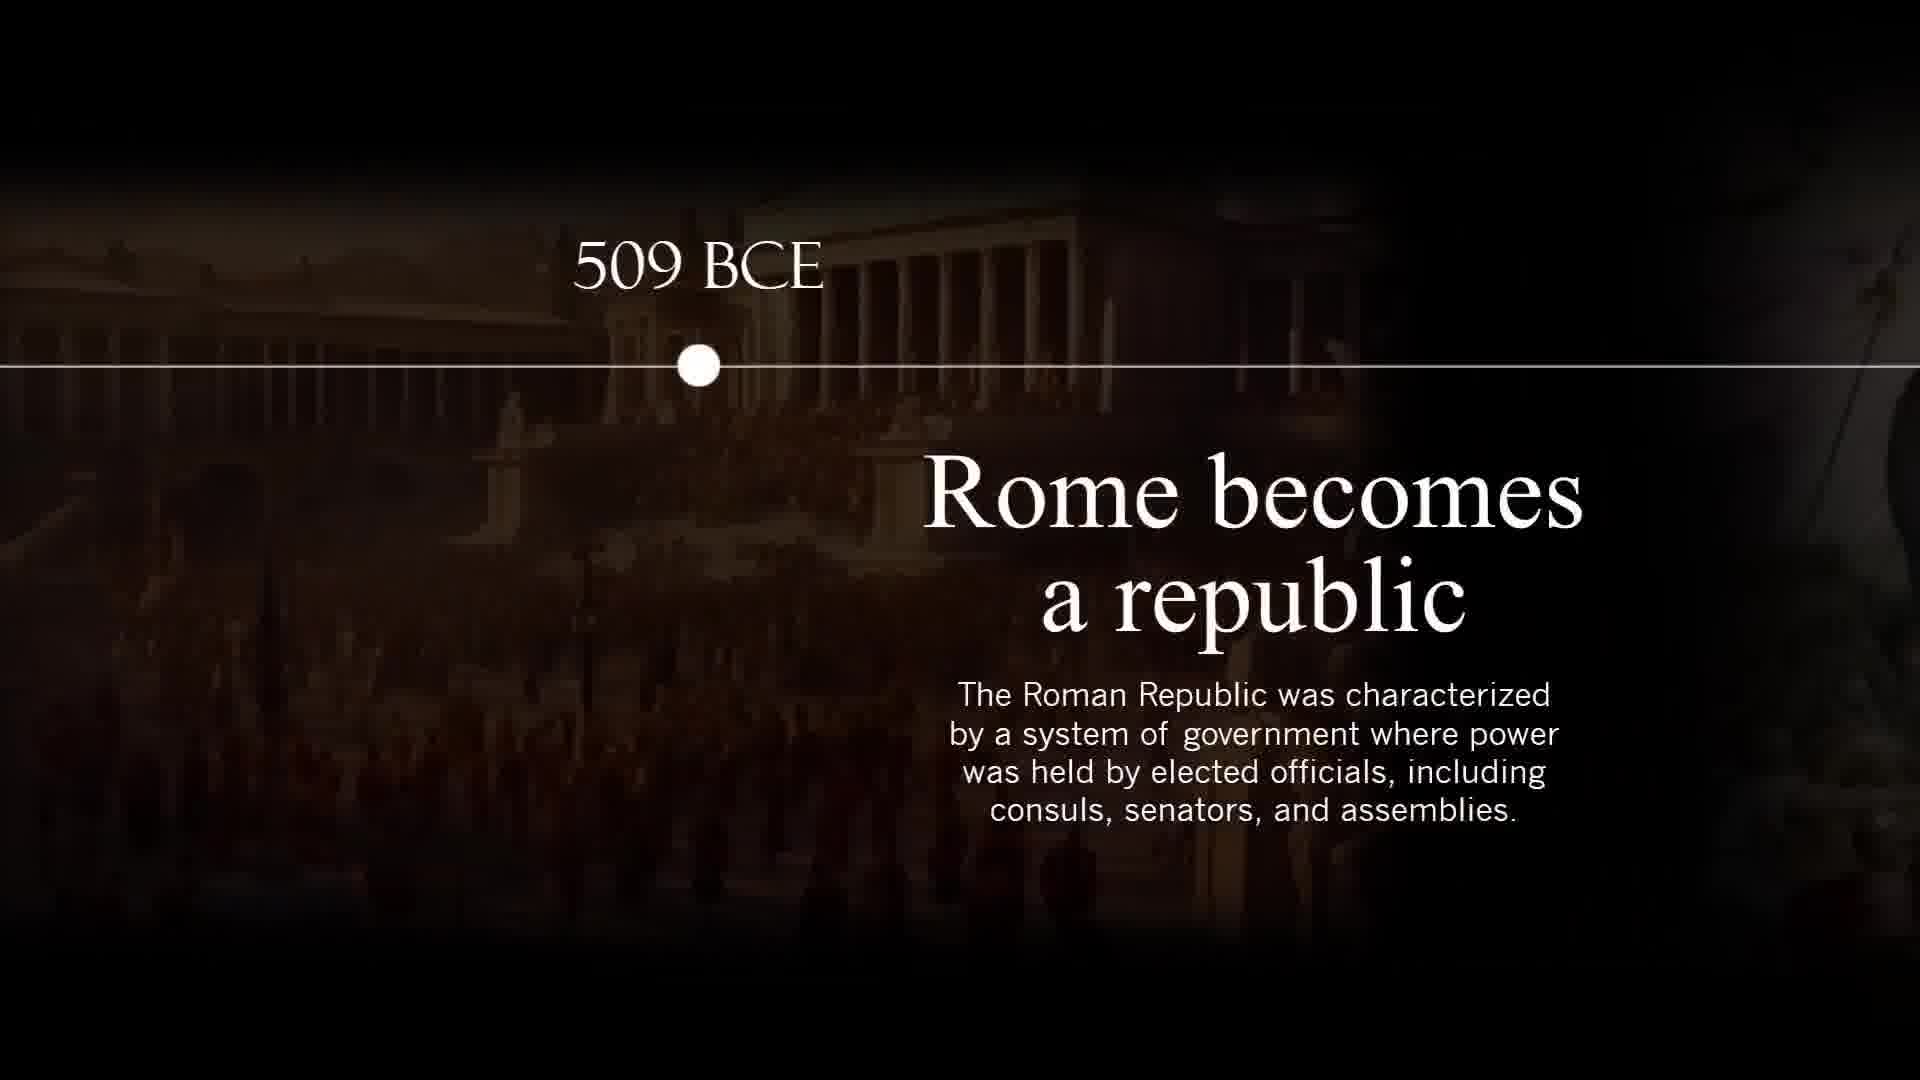 509 BCE
Rome becomes
a republic
The Roman Republic was characterized
by a system of government where power
was held by elected officials, including
consuls, senators, and assemblies.